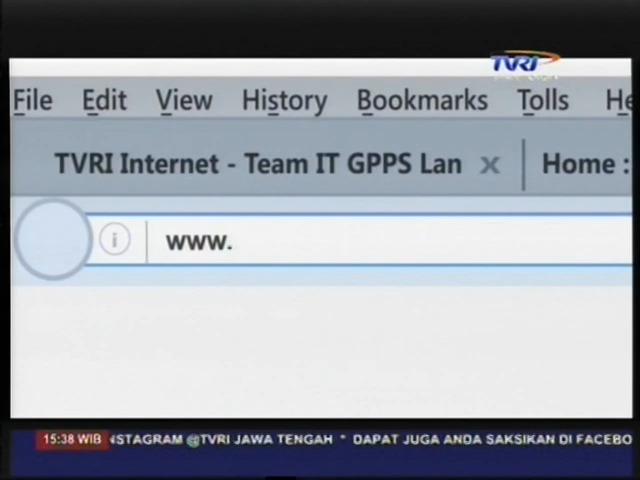 TVRI
File Edit View History Bookmarks Tolls He
TVRI Internet - Team IT GPPS Lan x Home :
i www.
15:38 WIB NSTAGRAM @TVRI JAWA TENGAH * DAPAT JUGA ANDA SAKSIKAN DI FACEBO